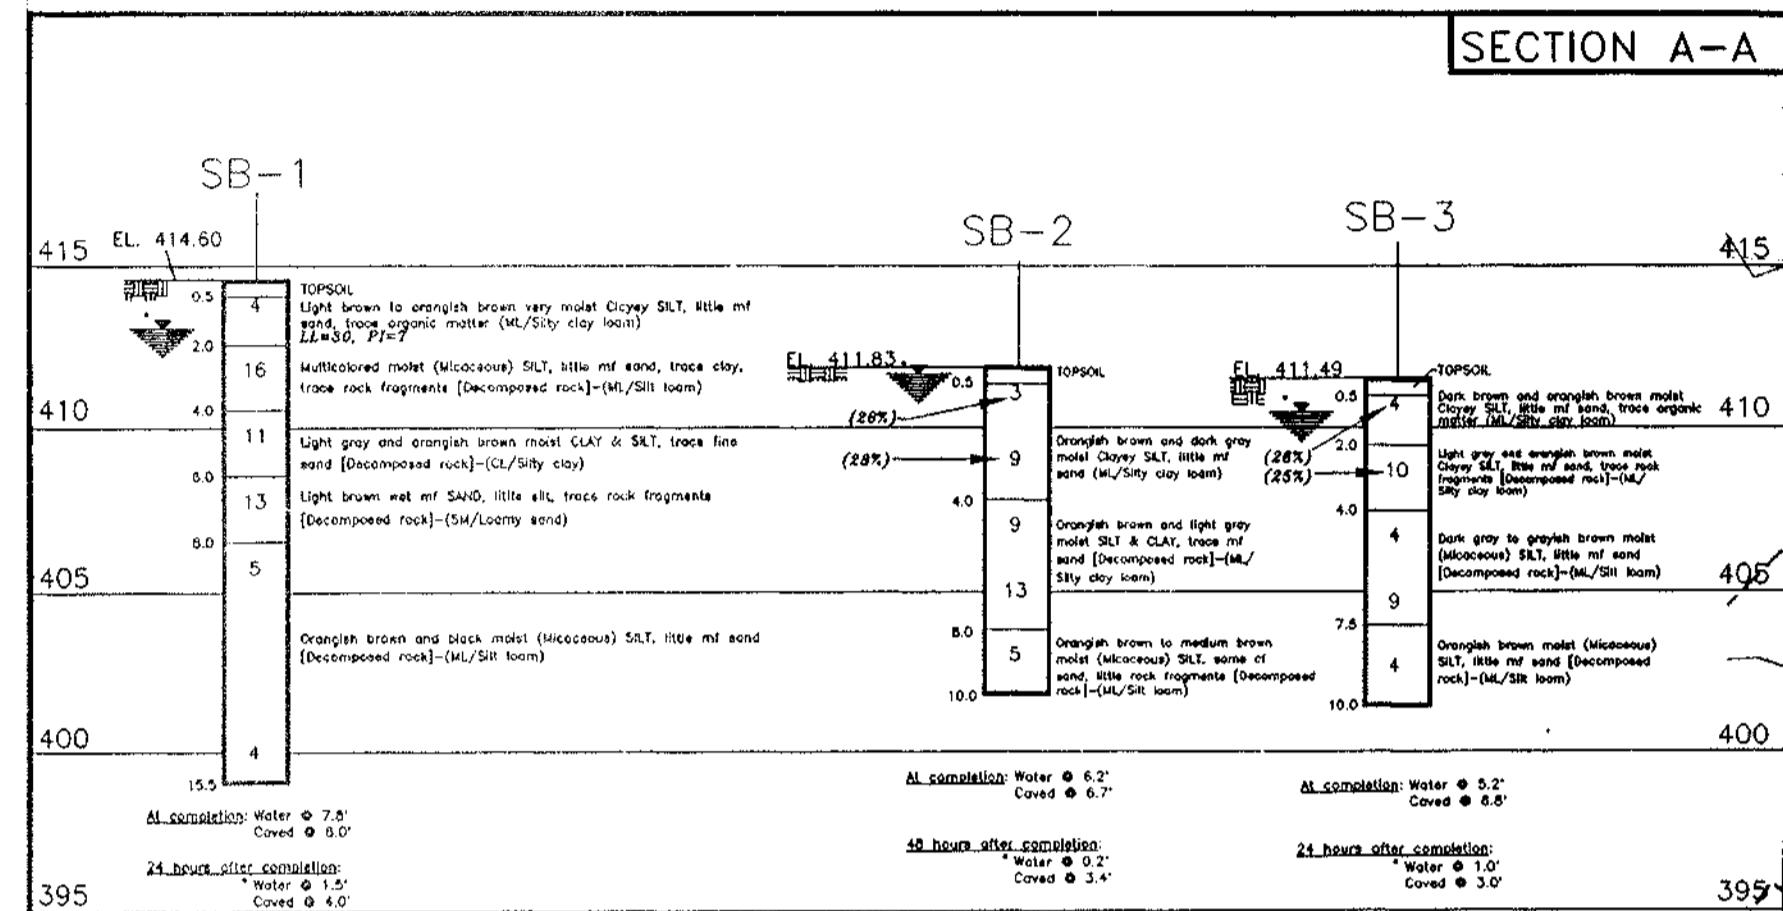 SECTION A-A
SB-1
SB-2
SB-3
415
EL. 414.60
415
0.5
4
TOPSOIL
Light brown to orangish brown very moist Clayey SILT, little mf
sand, trace organic matter (ML/Silty clay loam)
LL=30, PI=7
2.0
16
Multicolored moist (Micaceous) SILT, little mf sand, trace clay,
trace rock fragments [Decomposed rock]-(ML/Silt loam)
4.0
410
11
Light gray and orangish brown moist CLAY & SILT, trace fine
sand [Decomposed rock]-(CL/Silty clay)
6.0
13
Light brown wet mf SAND, little silt, trace rock fragments
[Decomposed rock]-(SM/Loamy sand)
8.0
5
405
Orangish brown and black moist (Micaceous) SILT, little mf sand
[Decomposed rock]-(ML/Silt loam)
400
4
15.5
At completion: Water @ 7.8'
Caved @ 8.0'
24 hours after completion:
* Water @ 1.5'
Caved @ 4.0'
395
EL. 411.83
TOPSOIL
0.5
3
(26%)
(28%)
9
Orangish brown and dark gray
moist Clayey SILT, little mf
sand (ML/Silty clay loam)
4.0
9
Orangish brown and light gray
moist SILT & CLAY, trace mf
sand [Decomposed rock]-(ML/
Silty clay loam)
13
8.0
5
Orangish brown to medium brown
moist (Micaceous) SILT, some cf
sand, little rock fragments [Decomposed
rock]-(ML/Silt loam)
10.0
At completion: Water @ 6.2'
Caved @ 6.7'
48 hours after completion:
* Water @ 0.2'
Caved @ 3.4'
EL. 411.49
TOPSOIL
0.5
4
Dark brown and orangish brown moist
Clayey SILT, little mf sand, trace organic
matter (ML/Silty clay loam)
410
2.0
(26%)
(25%)
10
Light gray and orangish brown moist
Clayey SILT, little mf sand, trace rock
fragments [Decomposed rock]-(ML/
Silty clay loam)
4.0
4
Dark gray to grayish brown moist
(Micaceous) SILT, little mf sand
[Decomposed rock]-(ML/Silt loam)
405
9
7.5
4
Orangish brown moist (Micaceous)
SILT, little mf sand [Decomposed
rock]-(ML/Silt loam)
10.0
400
At completion: Water @ 5.2'
Caved @ 8.8'
24 hours after completion:
* Water @ 1.0'
Caved @ 3.0'
395